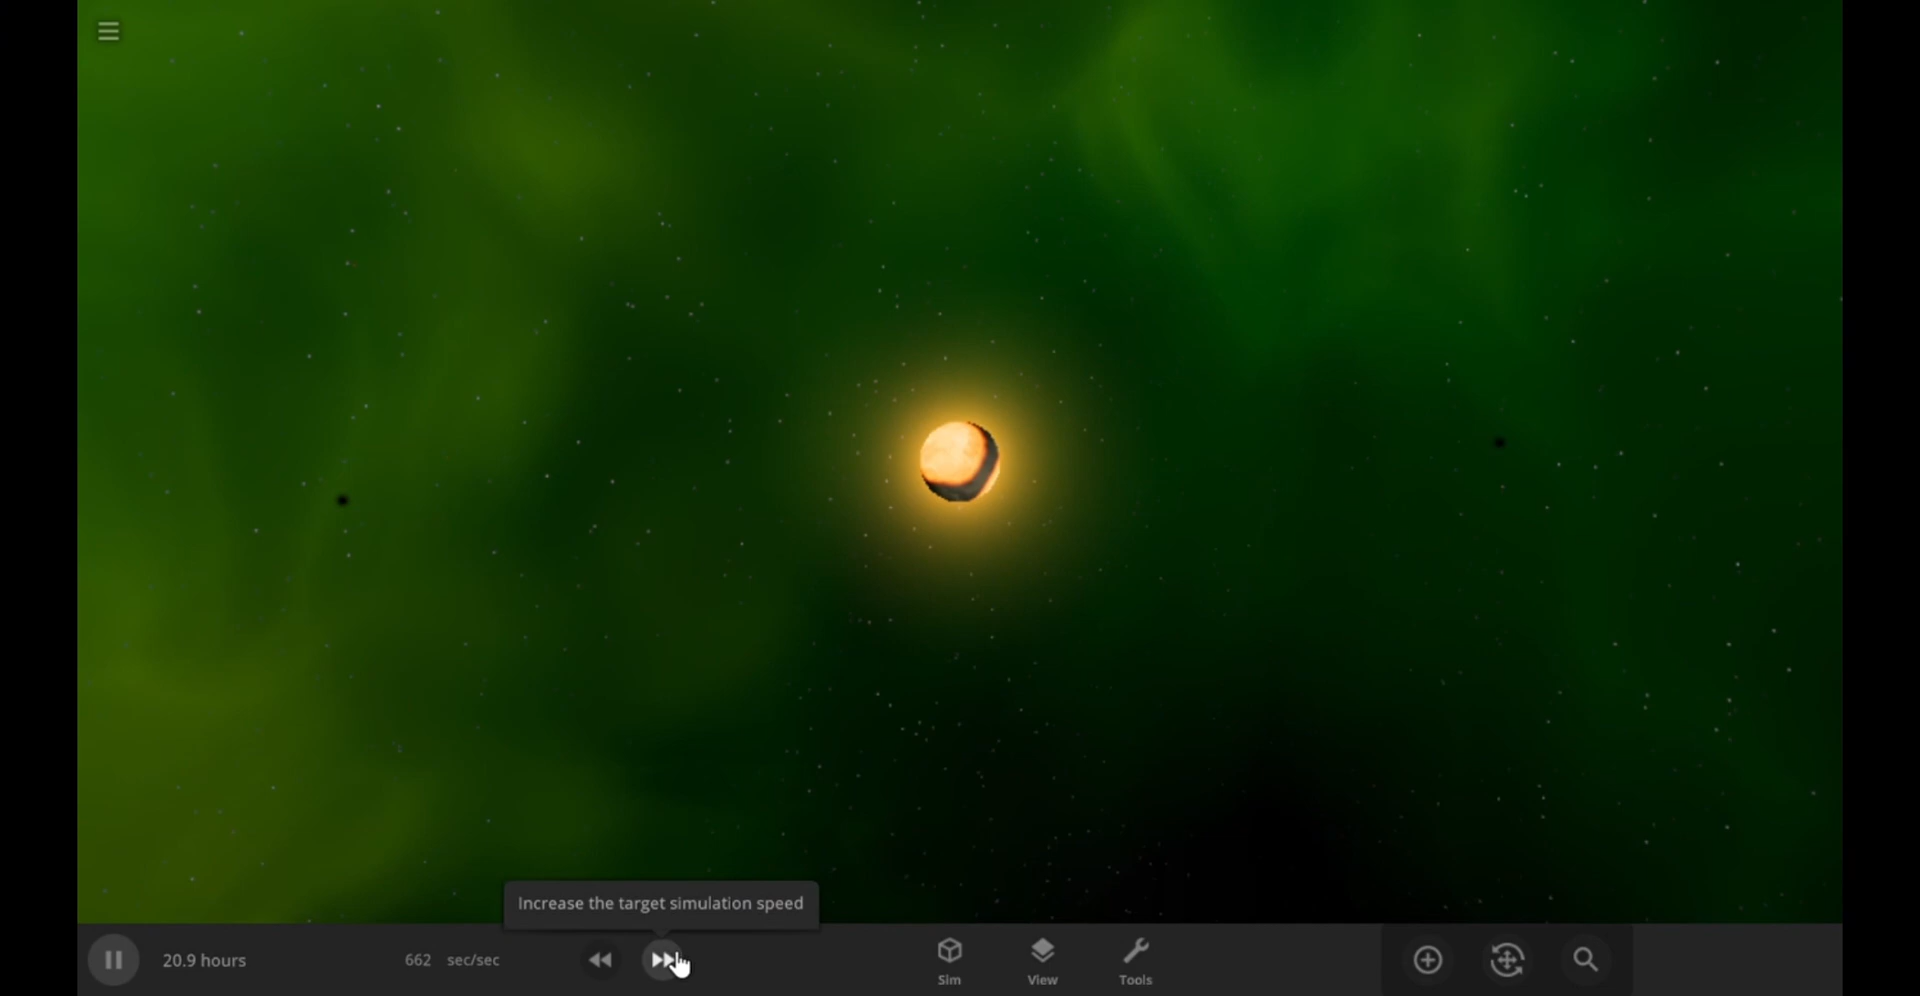 Increase the target simulation speed
20.9 hours
662 sec/sec
Sim
View
Tools